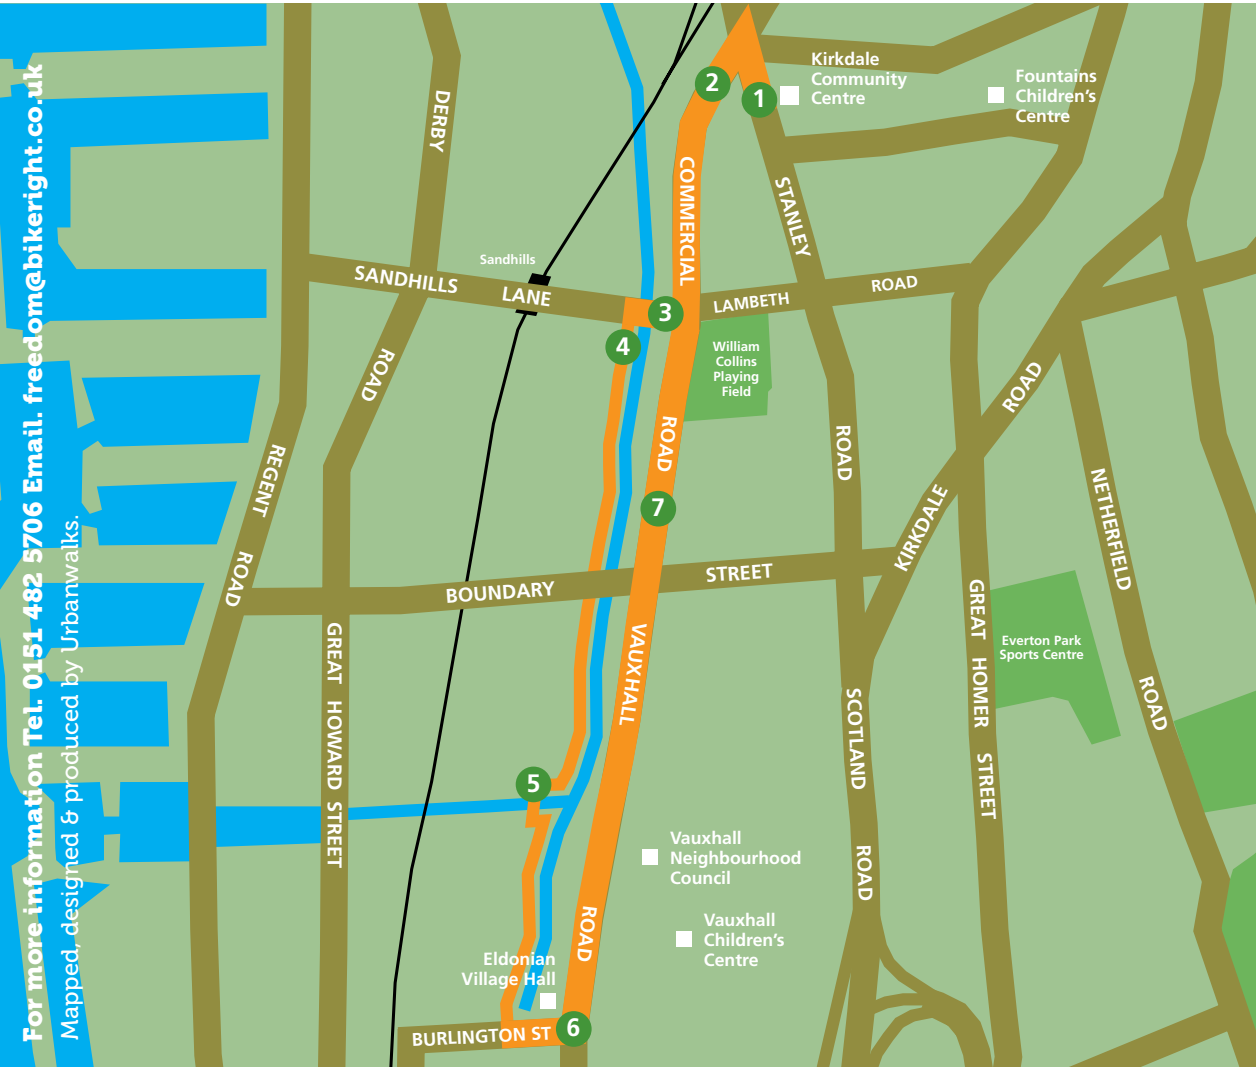 For more information Tel. 0151 482 5706 Email. freedom@bikeright.co.uk
Mapped, designed & produced by Urbanwalks.
DERBY
ROAD
2
1
Kirkdale
Community
Centre
Fountains
Children's
Centre
COMMERCIAL
ROAD
STANLEY
ROAD
Sandhills
SANDHILLS
LANE
3
LAMBETH
ROAD
4
William
Collins
Playing
Field
REGENT
ROAD
KIRKDALE
ROAD
NETHERFIELD
ROAD
7
BOUNDARY
STREET
GREAT HOWARD STREET
VAUXHALL
ROAD
GREAT HOMER STREET
Everton Park
Sports Centre
SCOTLAND
ROAD
5
Vauxhall
Neighbourhood
Council
Vauxhall
Children's
Centre
Eldonian
Village Hall
BURLINGTON ST
6